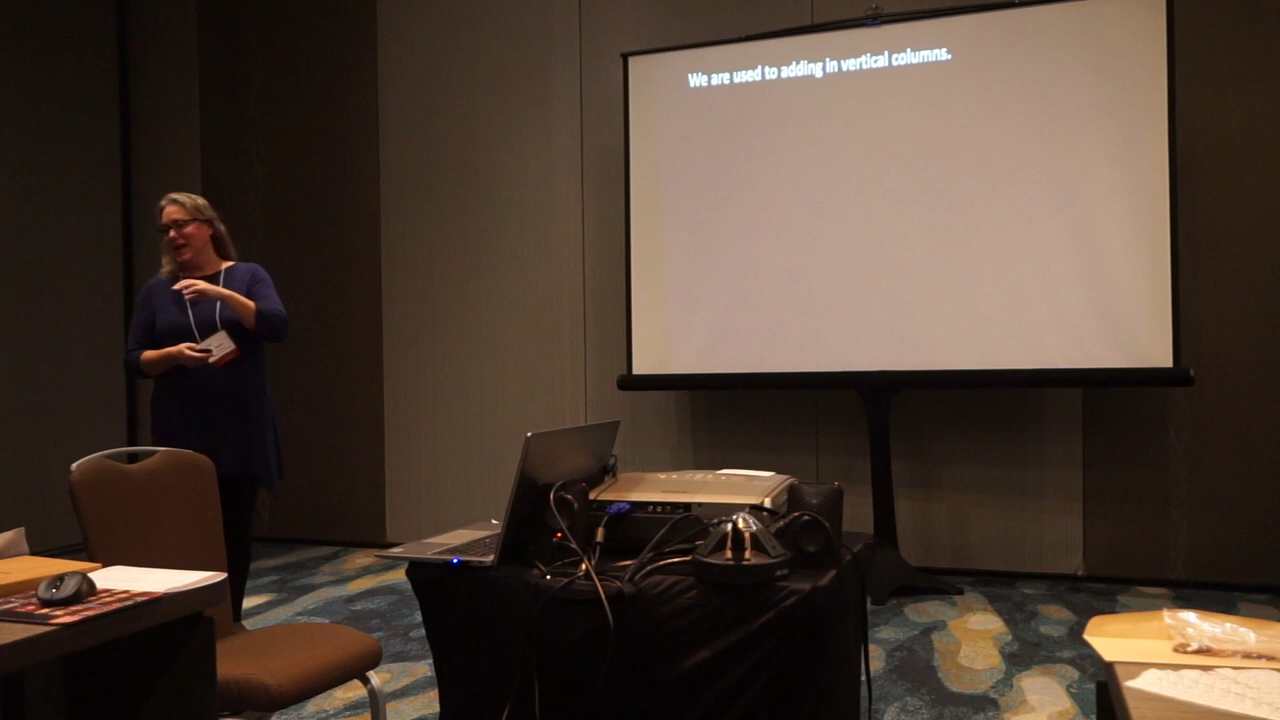 We are used to adding in vertical columns.